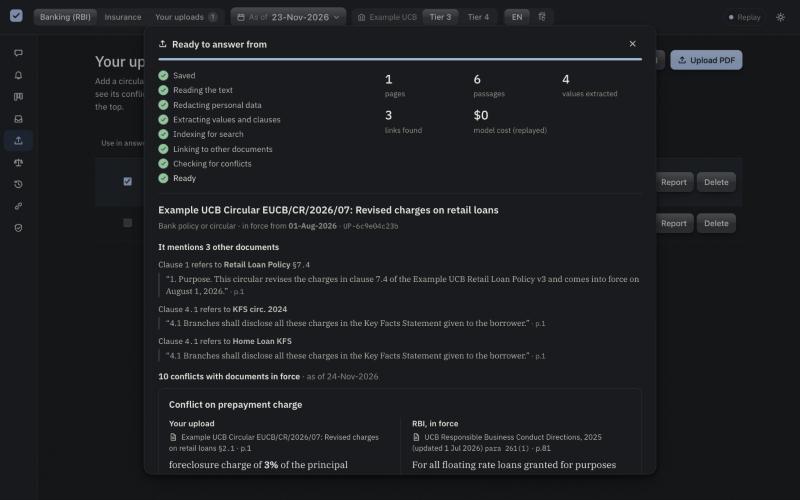 Banking (RBI) Insurance Your uploads 1 As of 23-Nov-2026 Example UCB Tier 3 Tier 4 EN Replay
Ready to answer from
Your up
Upload PDF
Add a circula
see its confli
the top.
Use in answe
Report Delete
Report Delete
Saved
Reading the text
Redacting personal data
Extracting values and clauses
Indexing for search
Linking to other documents
Checking for conflicts
Ready
1
pages
6
passages
4
values extracted
3
links found
$0
model cost (replayed)
Example UCB Circular EUCB/CR/2026/07: Revised charges on retail loans
Bank policy or circular · in force from 01-Aug-2026 · UP-6c9e04c23b
It mentions 3 other documents
Clause 1 refers to Retail Loan Policy §7.4
“1. Purpose. This circular revises the charges in clause 7.4 of the Example UCB Retail Loan Policy v3 and comes into force on
August 1, 2026.” · p.1
Clause 4.1 refers to KFS circ. 2024
“4.1 Branches shall disclose all these charges in the Key Facts Statement given to the borrower.” · p.1
Clause 4.1 refers to Home Loan KFS
“4.1 Branches shall disclose all these charges in the Key Facts Statement given to the borrower.” · p.1
10 conflicts with documents in force · as of 24-Nov-2026
Conflict on prepayment charge
Your upload
Example UCB Circular EUCB/CR/2026/07: Revised charges
on retail loans §2.1 · p.1
foreclosure charge of 3% of the principal
RBI, in force
UCB Responsible Business Conduct Directions, 2025
(updated 1 Jul 2026) para 261(1) · p.81
For all floating rate loans granted for purposes